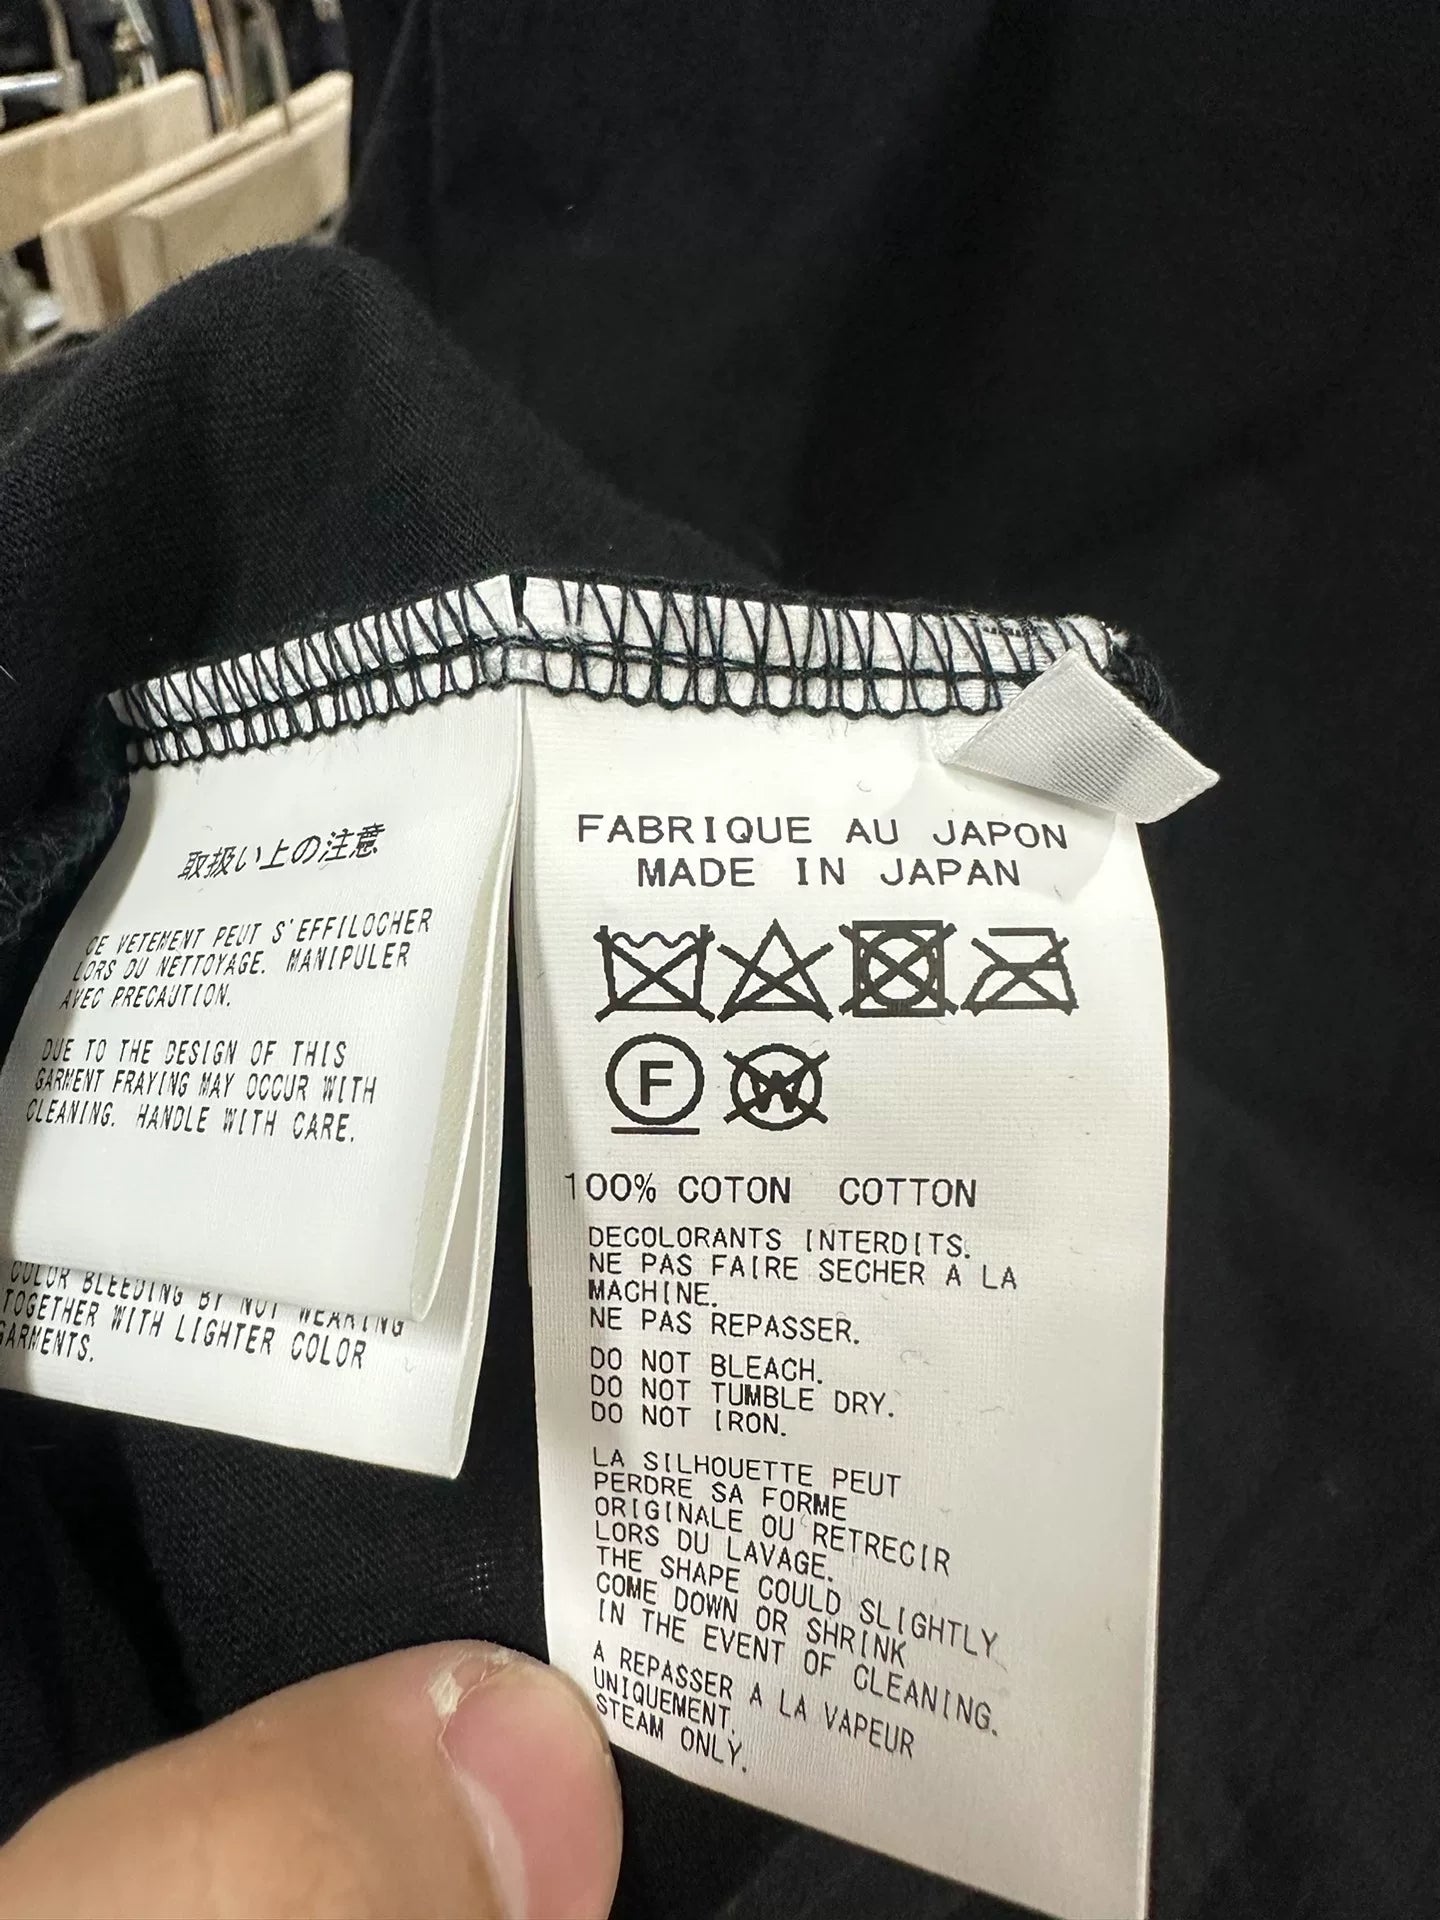 取扱い上の注意
CE VETEMENT PEUT S'EFFILOCHER
LORS DU NETTOYAGE. MANIPULER
AVEC PRECAUTION.
DUE TO THE DESIGN OF THIS
GARMENT FRAYING MAY OCCUR WITH
CLEANING. HANDLE WITH CARE.
COLOR BLEEDING BY NOT WEARING
TOGETHER WITH LIGHTER COLOR
GARMENTS.
FABRIQUE AU JAPON
MADE IN JAPAN
F
W
100% COTON COTTON
DECOLORANTS INTERDITS.
NE PAS FAIRE SECHER A LA
MACHINE.
NE PAS REPASSER.
DO NOT BLEACH.
DO NOT TUMBLE DRY.
DO NOT IRON.
LA SILHOUETTE PEUT
PERDRE SA FORME
ORIGINALE OU RETRECIR
LORS DU LAVAGE.
THE SHAPE COULD SLIGHTLY
COME DOWN OR SHRINK
IN THE EVENT OF CLEANING.
A REPASSER A LA VAPEUR
UNIQUEMENT.
STEAM ONLY.